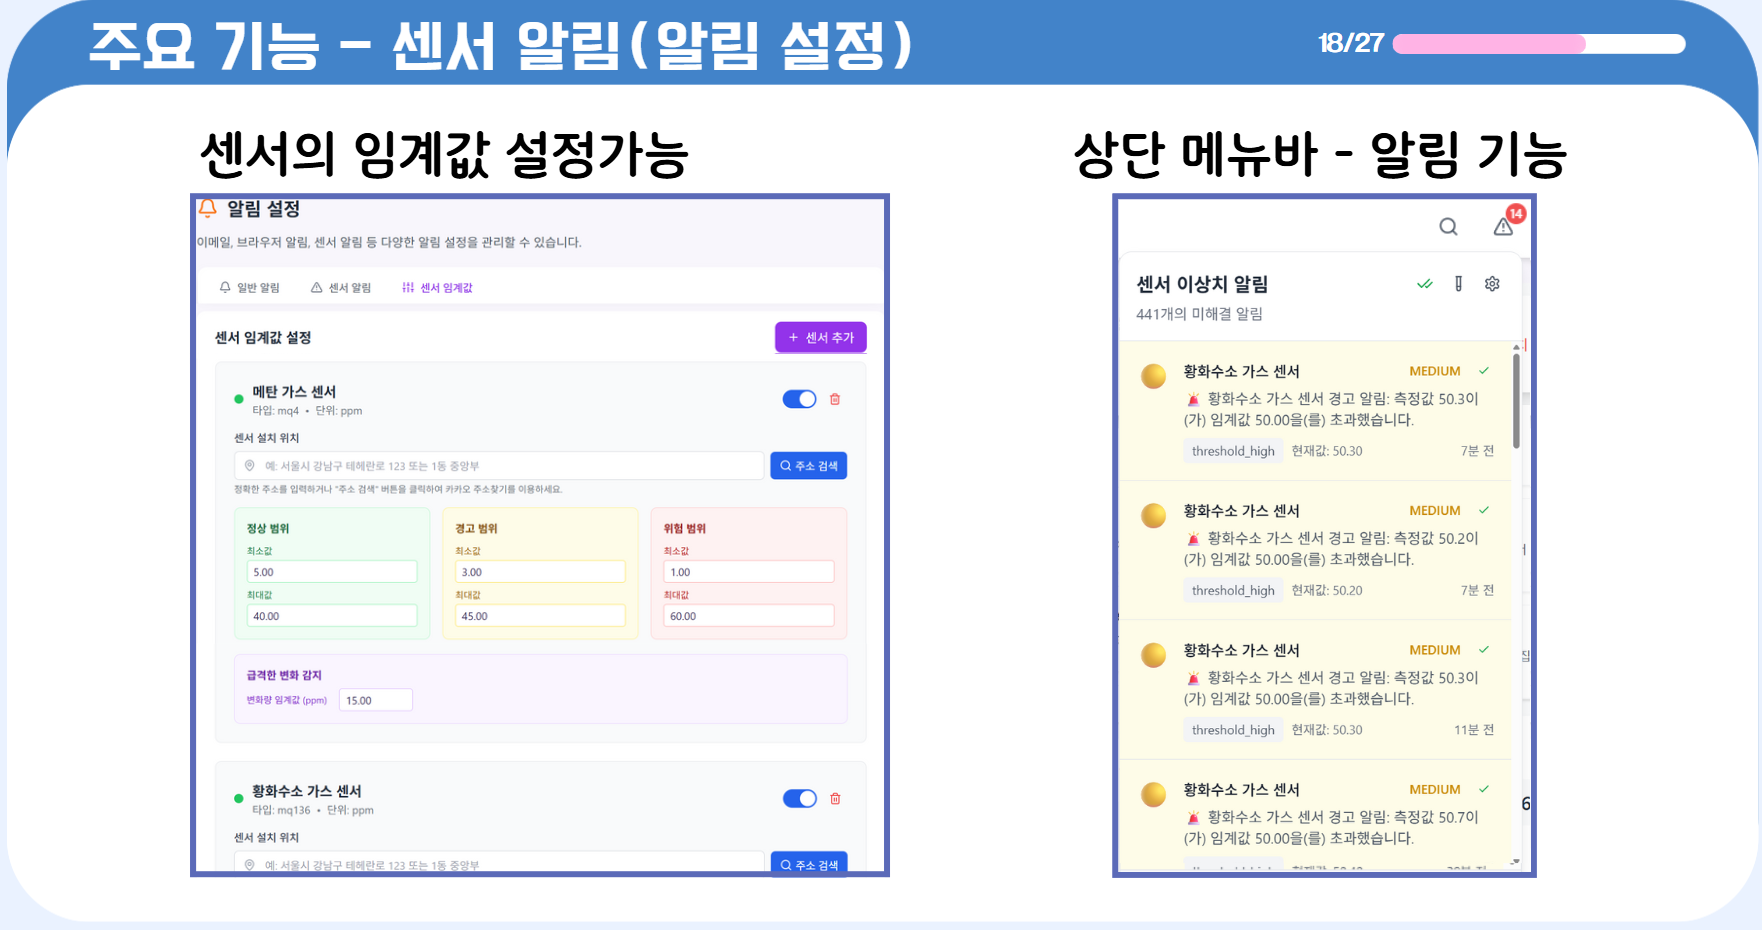 주요 기능 - 센서 알림(알림 설정)
18/27
센서의 임계값 설정가능
알림 설정
이메일, 브라우저 알림, 센서 알림 등 다양한 알림 설정을 관리할 수 있습니다.
일반 알림 센서 알림 센서 임계값
센서 임계값 설정
+ 센서 추가
메탄 가스 센서
타입: mq4 • 단위: ppm
센서 설치 위치
예: 서울시 강남구 테헤란로 123 또는 1동 중앙부
주소 검색
정확한 주소를 입력하거나 "주소 검색" 버튼을 클릭하여 카카오 주소찾기를 이용하세요.
정상 범위
최소값
5.00
최대값
40.00
경고 범위
최소값
3.00
최대값
45.00
위험 범위
최소값
1.00
최대값
60.00
급격한 변화 감지
변화량 임계값 (ppm) 15.00
황화수소 가스 센서
타입: mq136 • 단위: ppm
센서 설치 위치
예: 서울시 강남구 테헤란로 123 또는 1동 중앙부
주소 검색
상단 메뉴바 - 알림 기능
14
센서 이상치 알림
441개의 미해결 알림
황화수소 가스 센서 MEDIUM
황화수소 가스 센서 경고 알림: 측정값 50.3이
(가) 임계값 50.00을(를) 초과했습니다.
threshold_high 현재값: 50.30 7분 전
황화수소 가스 센서 MEDIUM
황화수소 가스 센서 경고 알림: 측정값 50.2이
(가) 임계값 50.00을(를) 초과했습니다.
threshold_high 현재값: 50.20 7분 전
황화수소 가스 센서 MEDIUM
황화수소 가스 센서 경고 알림: 측정값 50.3이
(가) 임계값 50.00을(를) 초과했습니다.
threshold_high 현재값: 50.30 11분 전
황화수소 가스 센서 MEDIUM
황화수소 가스 센서 경고 알림: 측정값 50.7이
(가) 임계값 50.00을(를) 초과했습니다.